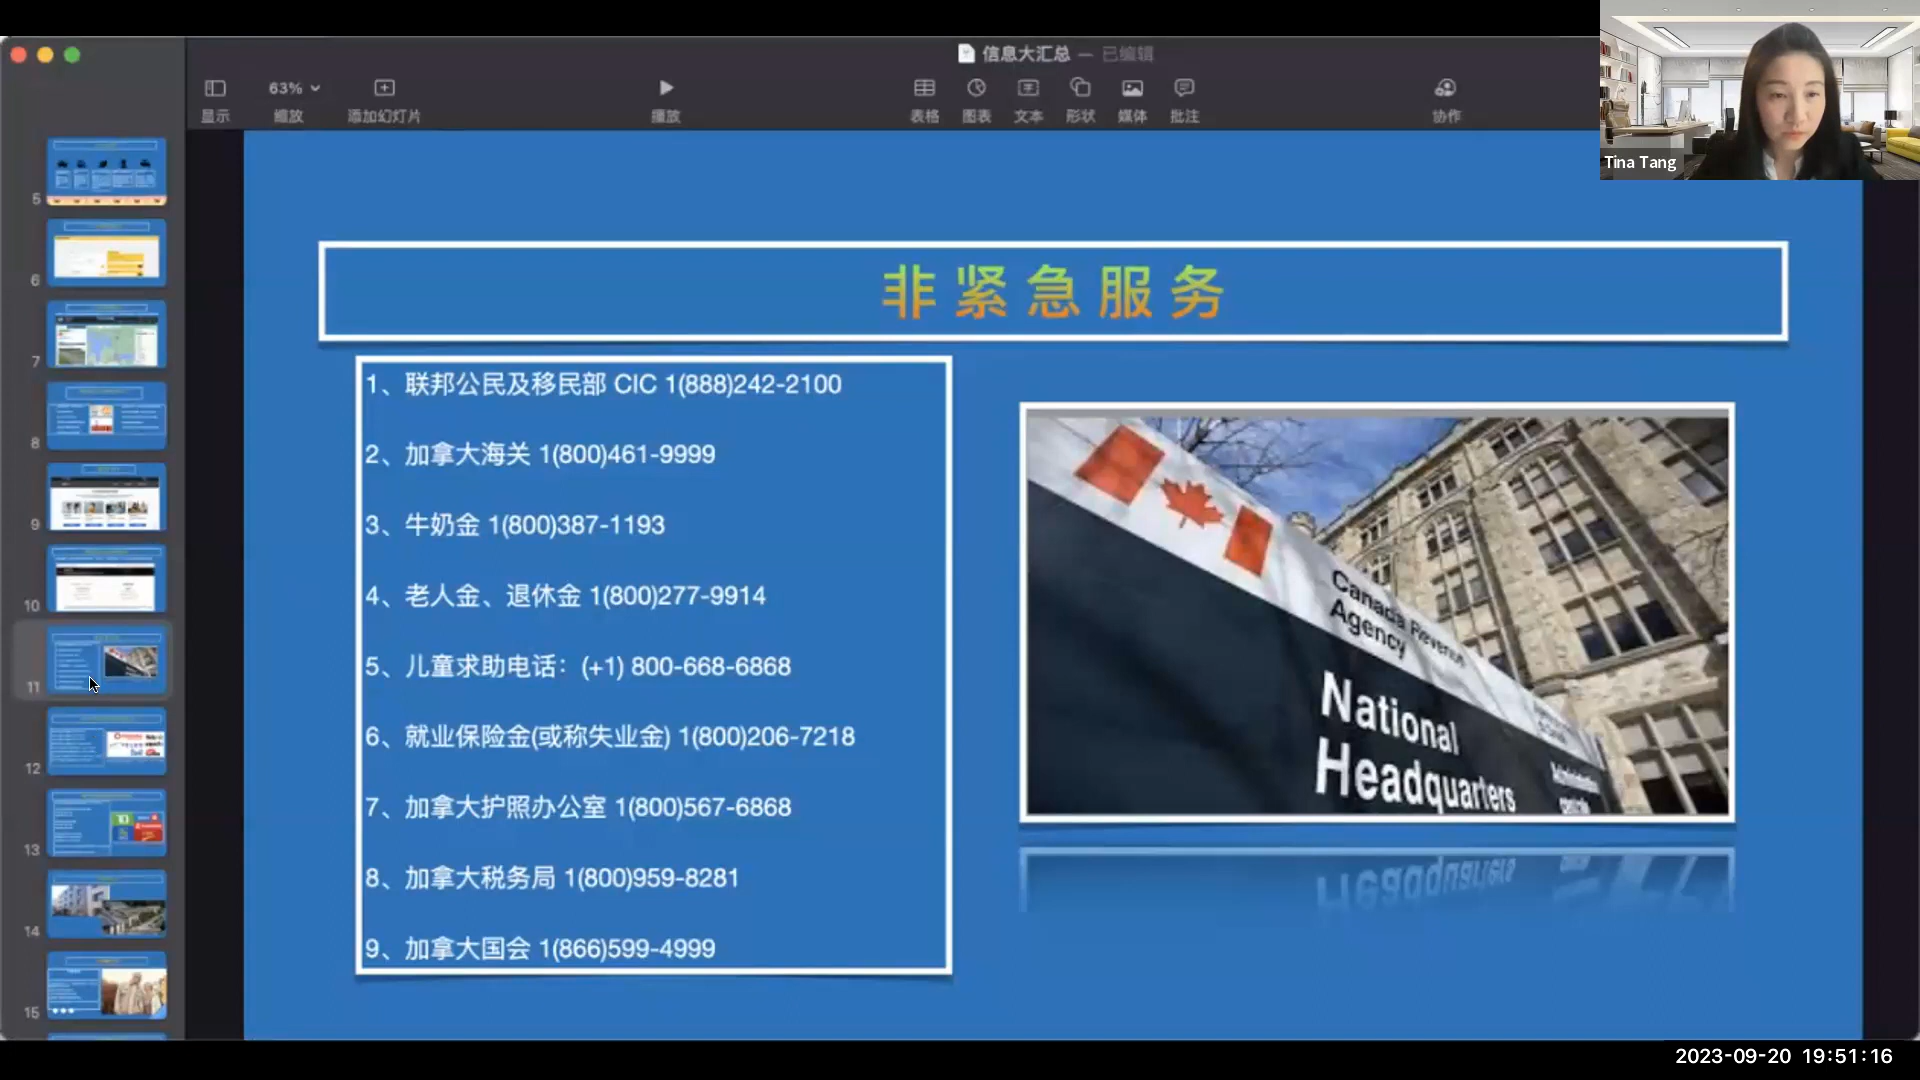 信息大汇总 — 已编辑
63%
显示
缩放
添加幻灯片
播放
表格
图表
文本
形状
媒体
批注
协作
Tina Tang
5
6
7
8
9
10
11
12
13
14
15
非紧急服务
1、联邦公民及移民部 CIC 1(888)242-2100
2、加拿大海关 1(800)461-9999
3、牛奶金 1(800)387-1193
4、老人金、退休金 1(800)277-9914
5、儿童求助电话：(+1) 800-668-6868
6、就业保险金(或称失业金) 1(800)206-7218
7、加拿大护照办公室 1(800)567-6868
8、加拿大税务局 1(800)959-8281
9、加拿大国会 1(866)599-4999
Canada Revenue
Agency
National
Headquarters
2023-09-20 19:51:16